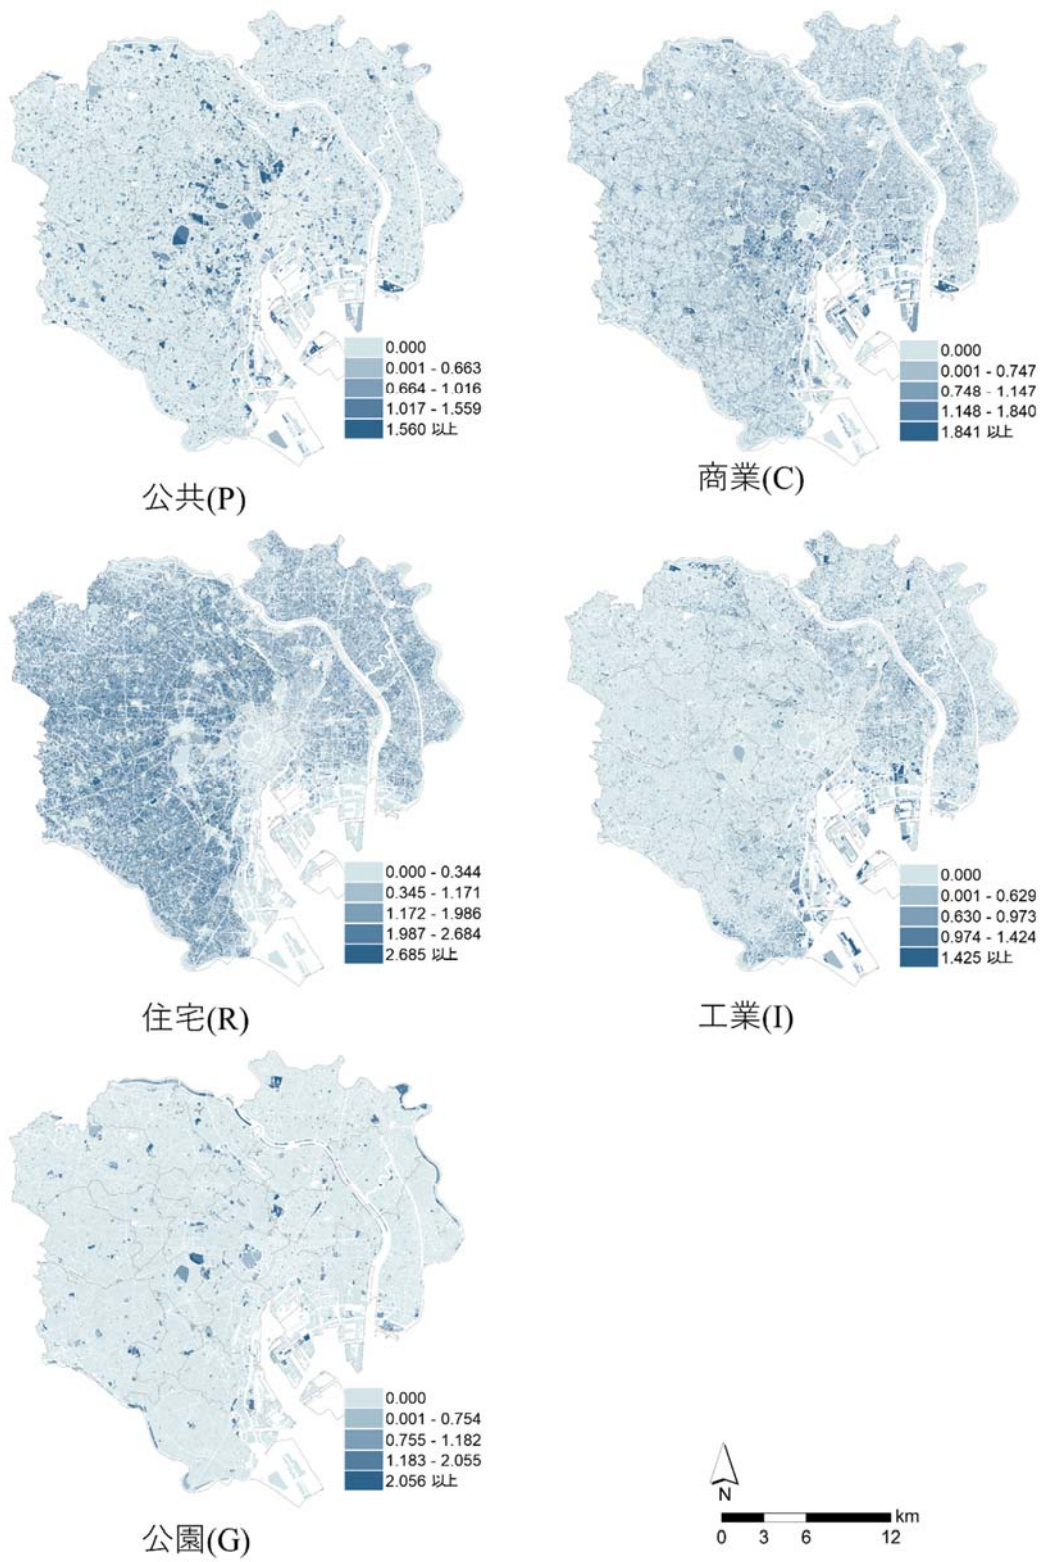 0.000
0.001 - 0.663
0.664 - 1.016
1.017 - 1.559
1.560 以上
公共(P)
0.000
0.001 - 0.747
0.748 - 1.147
1.148 - 1.840
1.841 以上
商業(C)
0.000 - 0.344
0.345 - 1.171
1.172 - 1.986
1.987 - 2.684
2.685 以上
住宅(R)
0.000
0.001 - 0.629
0.630 - 0.973
0.974 - 1.424
1.425 以上
工業(I)
0.000
0.001 - 0.754
0.755 - 1.182
1.183 - 2.055
2.056 以上
公園(G)
N
km
0 3 6 12